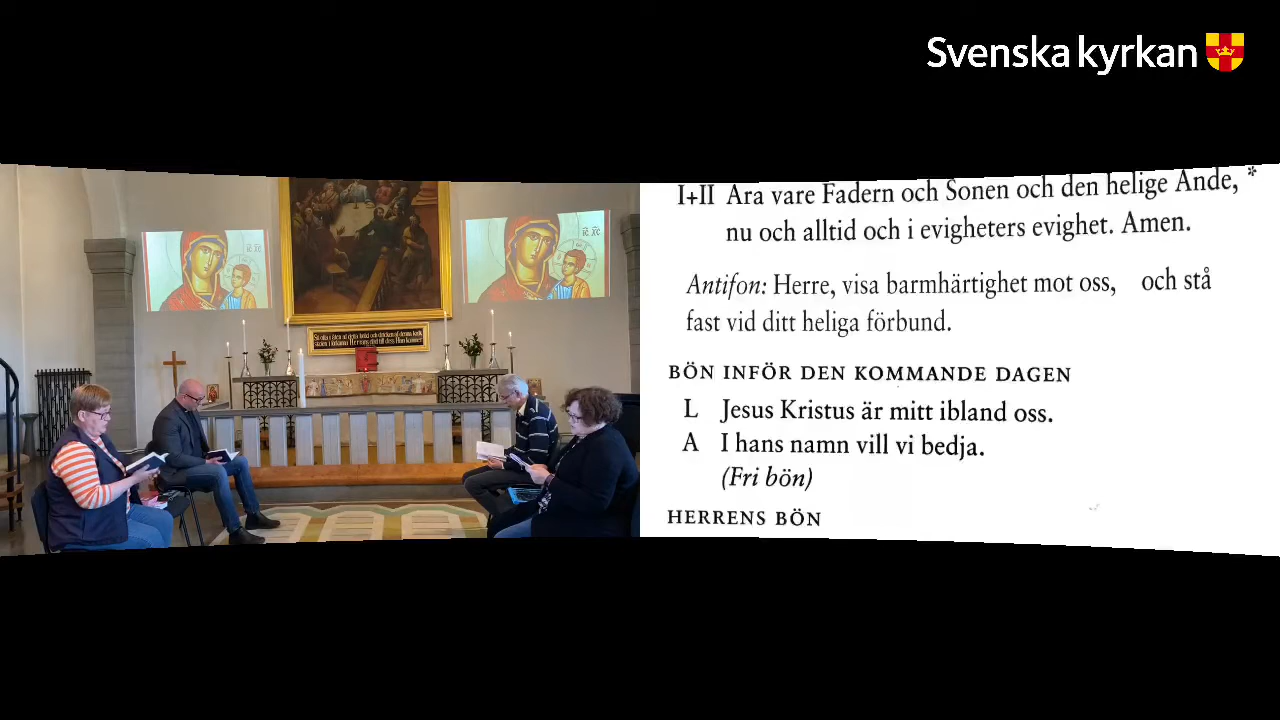 Svenska kyrkan
I+II Ära vare Fadern och Sonen och den helige Ande, *
nu och alltid och i evigheters evighet. Amen.
Antifon: Herre, visa barmhärtighet mot oss, och stå
fast vid ditt heliga förbund.
BÖN INFÖR DEN KOMMANDE DAGEN
L Jesus Kristus är mitt ibland oss.
A I hans namn vill vi bedja.
(Fri bön)
HERRENS BÖN